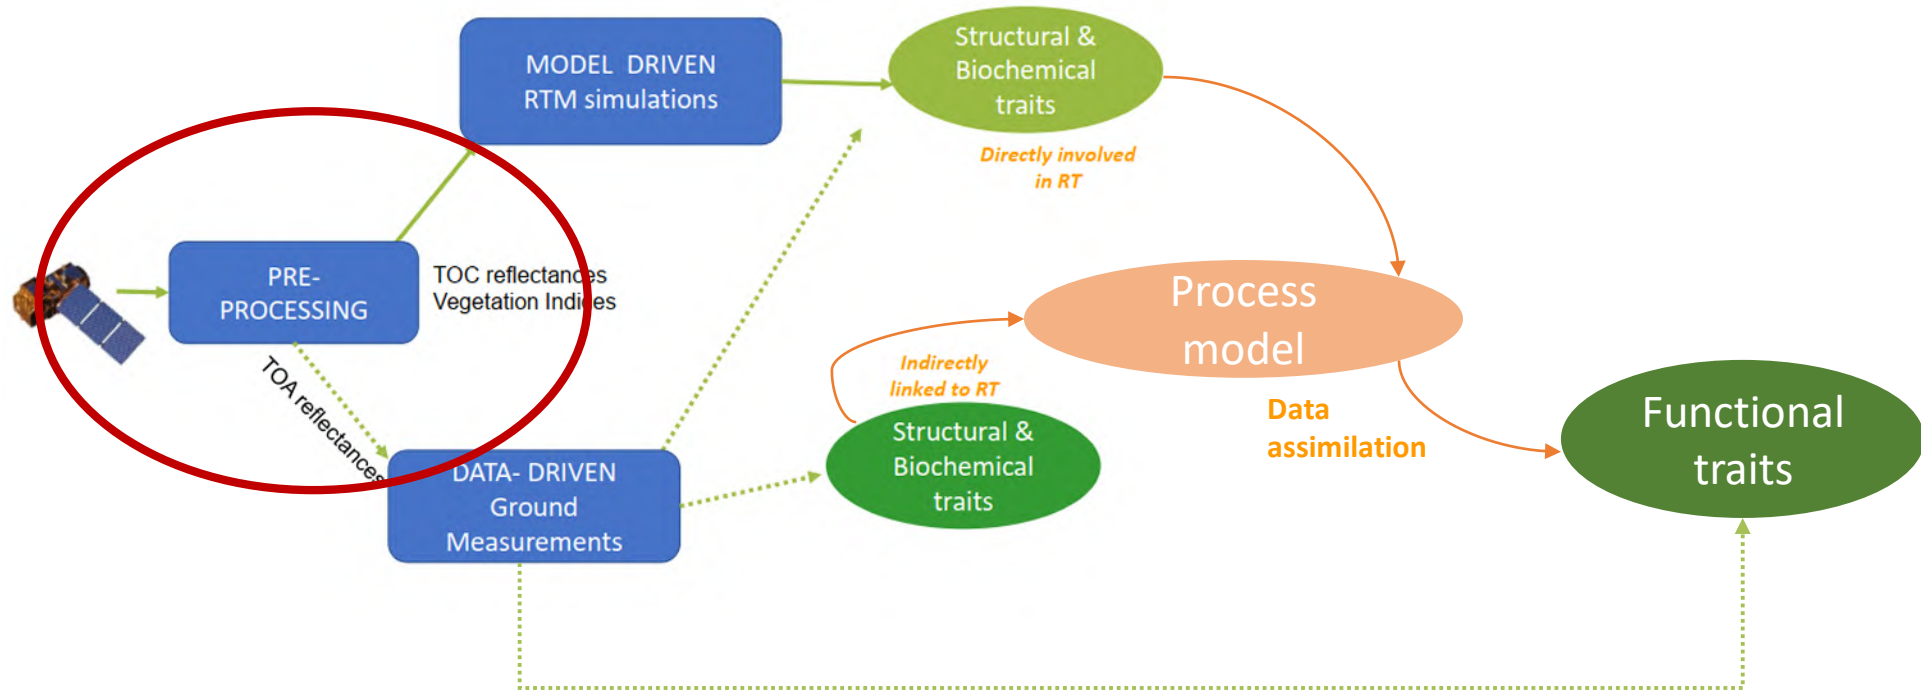 MODEL  DRIVEN
RTM simulations
Structural &
Biochemical
traits
Directly involved
in RT
PRE-
PROCESSING
TOC reflectances
Vegetation Indices
TOA reflectances
DATA- DRIVEN
Ground
Measurements
Indirectly
linked to RT
Structural &
Biochemical
traits
Process
model
Data
assimilation
Functional
traits